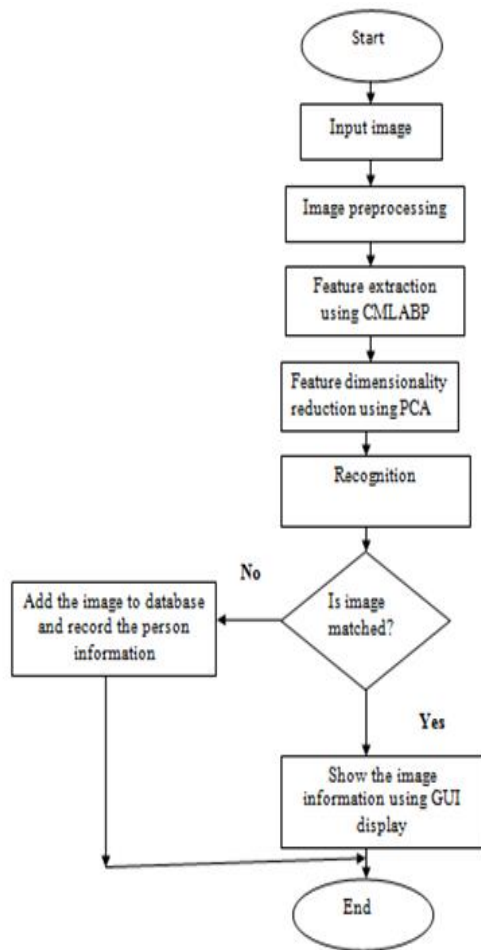 Start
Input image
Image preprocessing
Feature extraction
using CMLABP
Feature dimensionality
reduction using PCA
Recognition
No
Is image
matched?
Add the image to database
and record the person
information
Yes
Show the image
information using GUI
display
End